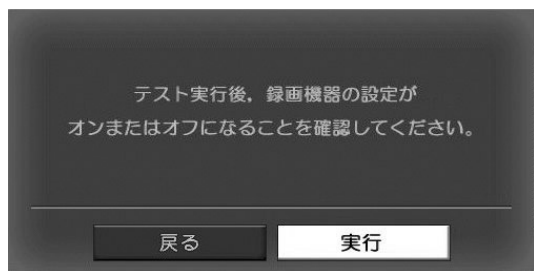 テスト実行後，録画機器の設定が
オンまたはオフになることを確認してください。
戻る
実行